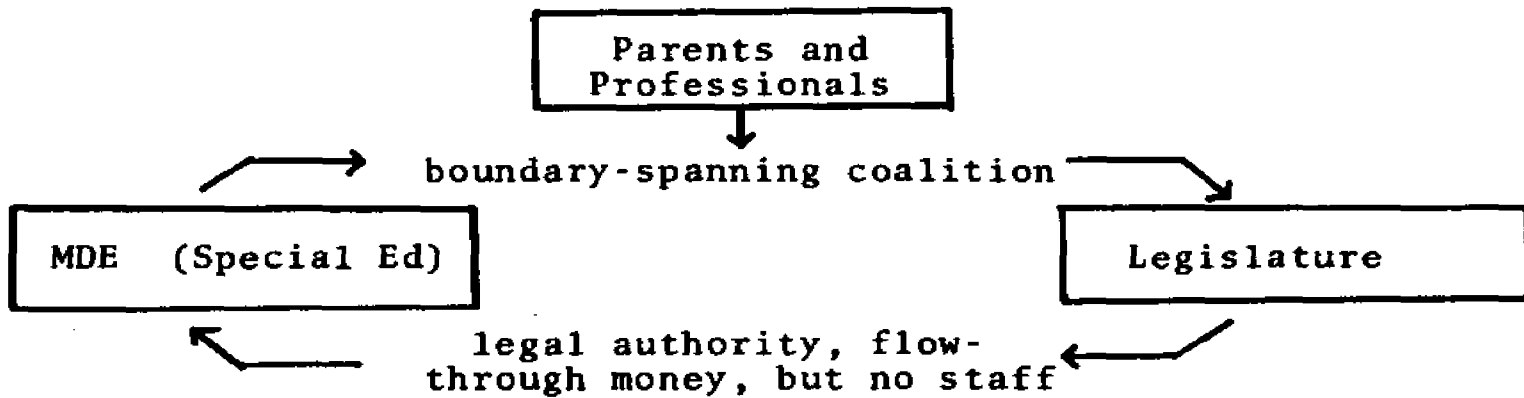 Parents and
Professionals
boundary-spanning coalition
MDE (Special Ed)
Legislature
legal authority, flow-
through money, but no staff